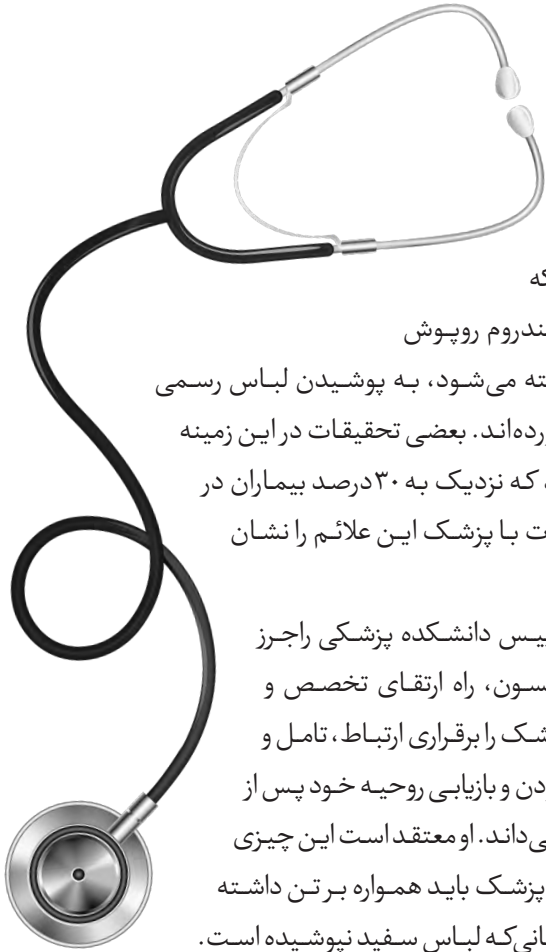 که
ندروم روپوش
ته می‌شود، به پوشیدن لباس رسمی
رده‌اند. بعضی تحقیقات در این زمینه
که نزدیک به ۳۰ درصد بیماران در
ت با پزشک این علائم را نشان
ییس دانشکده پزشکی راجرز
سون، راه ارتقای تخصص و
شک را برقراری ارتباط، تامل و
دن و بازیابی روحیه خود پس از
ی‌داند. او معتقد است این چیزی
پزشک باید همواره بر تن داشته
انی‌که لباس سفید نپوشیده است.